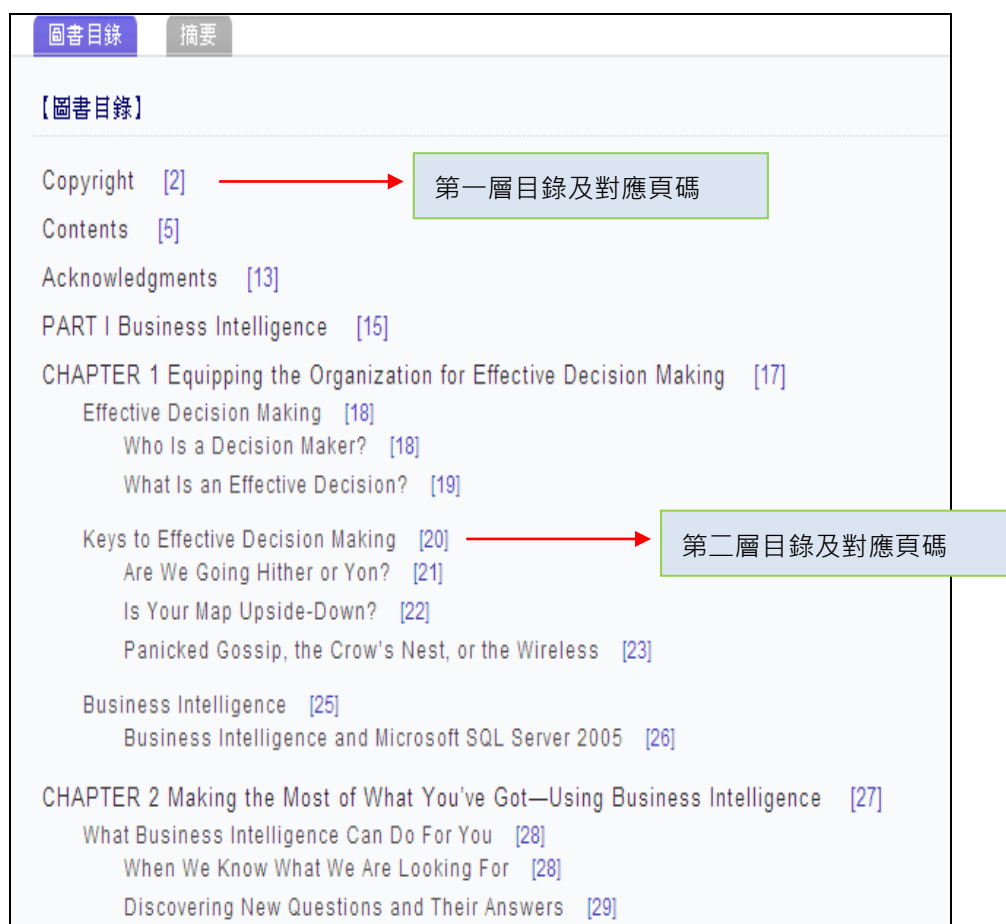 圖書目錄 摘要
【圖書目錄】
Copyright [2]
第一層目錄及對應頁碼
Contents [5]
Acknowledgments [13]
PART I Business Intelligence [15]
CHAPTER 1 Equipping the Organization for Effective Decision Making [17]
Effective Decision Making [18]
Who Is a Decision Maker? [18]
What Is an Effective Decision? [19]
Keys to Effective Decision Making [20]
第二層目錄及對應頁碼
Are We Going Hither or Yon? [21]
Is Your Map Upside-Down? [22]
Panicked Gossip, the Crow's Nest, or the Wireless [23]
Business Intelligence [25]
Business Intelligence and Microsoft SQL Server 2005 [26]
CHAPTER 2 Making the Most of What You've Got—Using Business Intelligence [27]
What Business Intelligence Can Do For You [28]
When We Know What We Are Looking For [28]
Discovering New Questions and Their Answers [29]